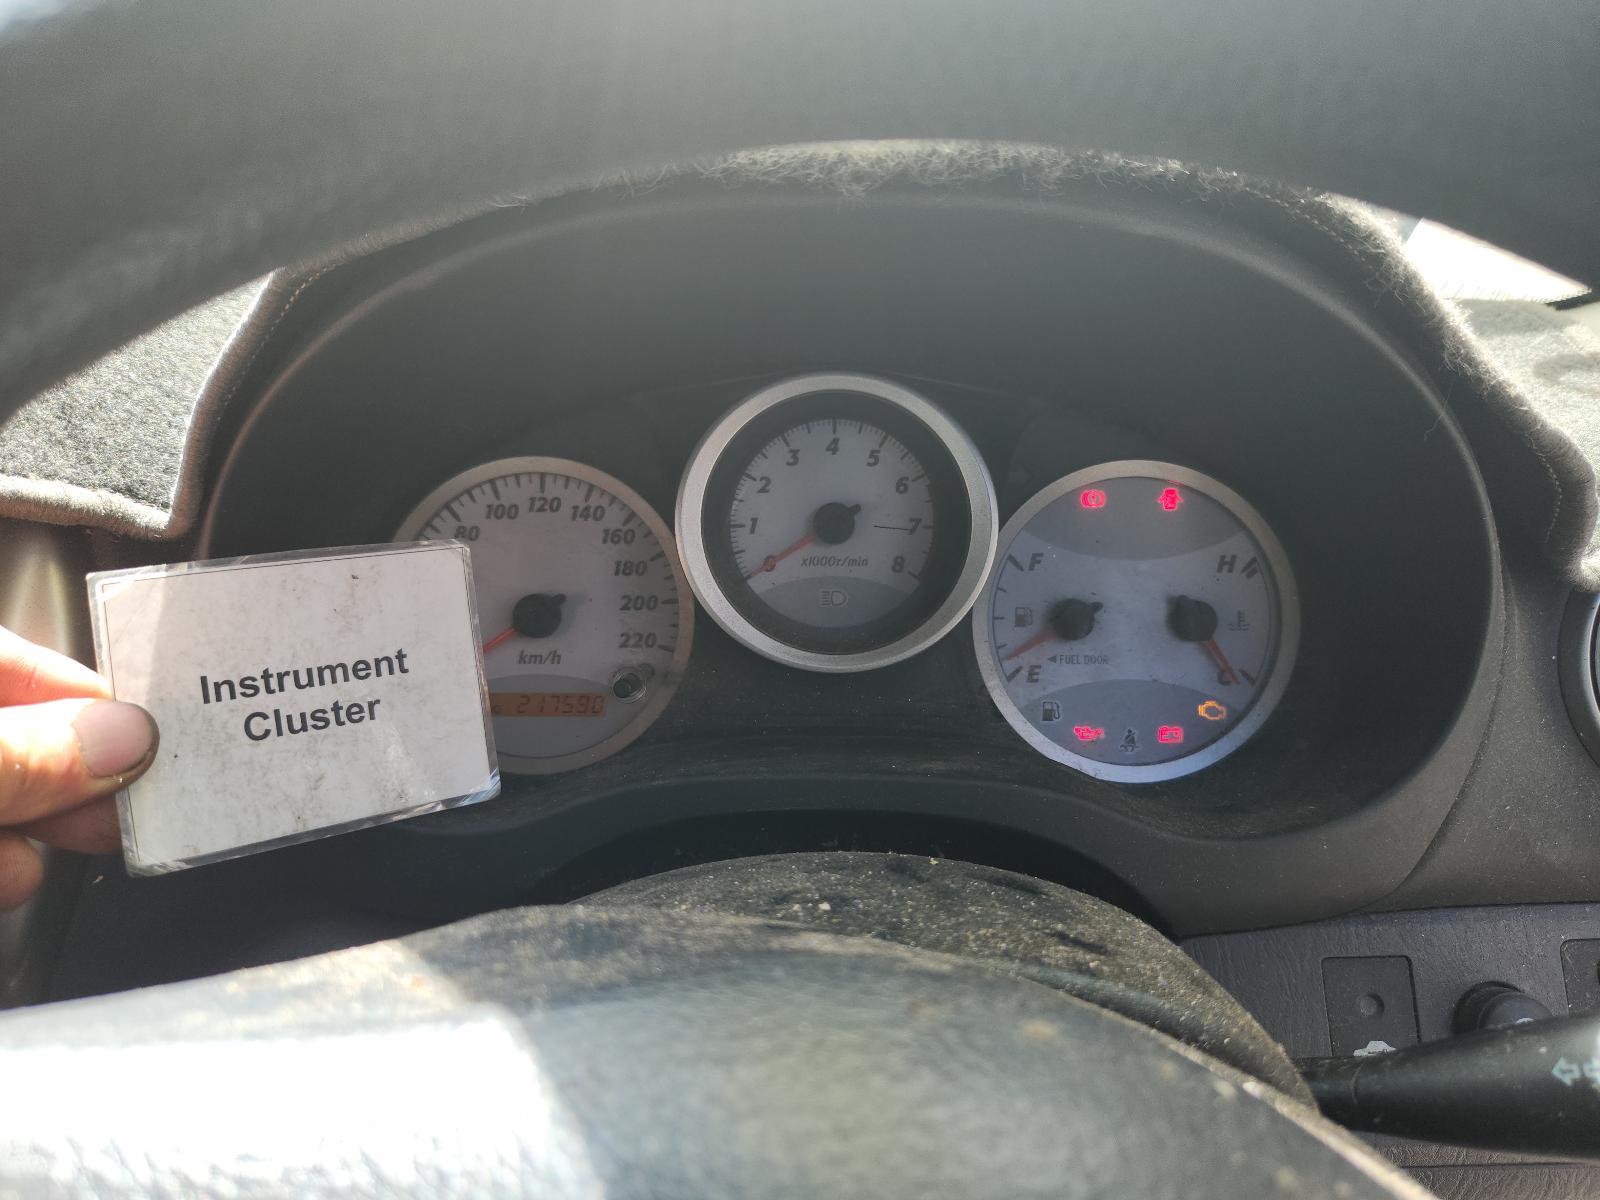 Instrument
Cluster
80
100
120
140
160
180
200
220
km/h
217590
0
1
2
3
4
5
6
7
8
x1000r/min
F
E
◀ FUEL DOOR
H
C